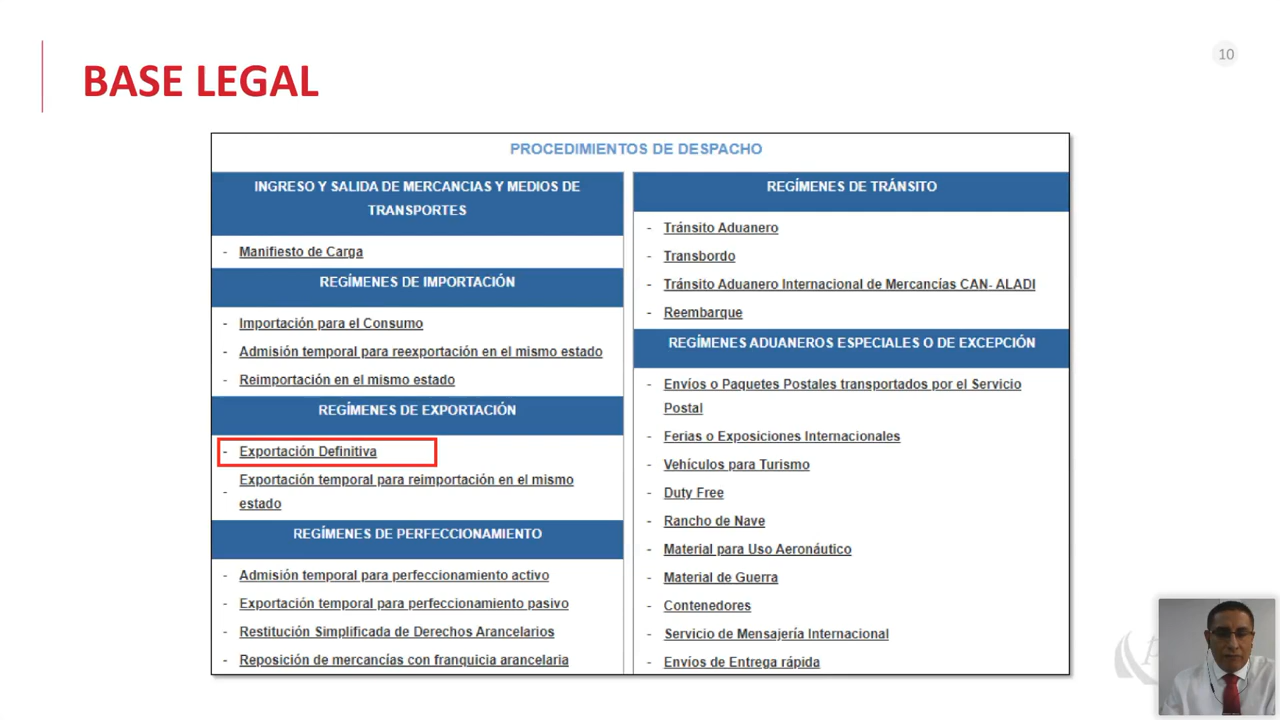 10
BASE LEGAL
PROCEDIMIENTOS DE DESPACHO
INGRESO Y SALIDA DE MERCANCIAS Y MEDIOS DE
TRANSPORTES
- Manifiesto de Carga
REGÍMENES DE IMPORTACIÓN
- Importación para el Consumo
- Admisión temporal para reexportación en el mismo estado
- Reimportación en el mismo estado
REGÍMENES DE EXPORTACIÓN
- Exportación Definitiva
- Exportación temporal para reimportación en el mismo
estado
REGÍMENES DE PERFECCIONAMIENTO
- Admisión temporal para perfeccionamiento activo
- Exportación temporal para perfeccionamiento pasivo
- Restitución Simplificada de Derechos Arancelarios
- Reposición de mercancías con franquicia arancelaria
REGÍMENES DE TRÁNSITO
- Tránsito Aduanero
- Transbordo
- Tránsito Aduanero Internacional de Mercancías CAN- ALADI
- Reembarque
REGÍMENES ADUANEROS ESPECIALES O DE EXCEPCIÓN
- Envíos o Paquetes Postales transportados por el Servicio
Postal
- Ferias o Exposiciones Internacionales
- Vehículos para Turismo
- Duty Free
- Rancho de Nave
- Material para Uso Aeronáutico
- Material de Guerra
- Contenedores
- Servicio de Mensajería Internacional
- Envíos de Entrega rápida